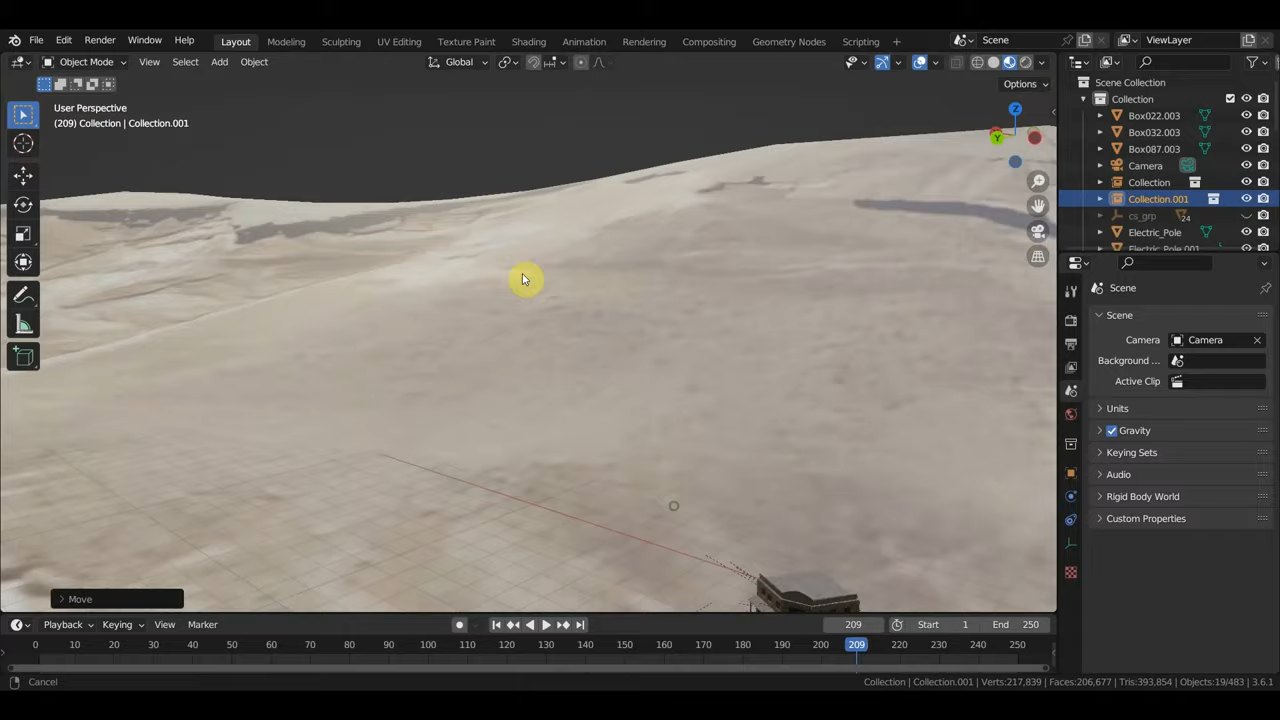 File Edit Render Window Help Layout Modeling Sculpting UV Editing Texture Paint Shading Animation Rendering Compositing Geometry Nodes Scripting + Scene ViewLayer
Object Mode View Select Add Object Global
Options
User Perspective
(209) Collection | Collection.001
Z
Y
Scene Collection
Collection
Box022.003
Box032.003
Box087.003
Camera
Collection
Collection.001
cs_grp 24
Electric_Pole
Electric_Pole.001
Scene
Scene
Camera Camera
Background ...
Active Clip
Units
Gravity
Keying Sets
Audio
Rigid Body World
Custom Properties
Move
Playback Keying View Marker 209 Start 1 End 250
0 10 20 30 40 50 60 70 80 90 100 110 120 130 140 150 160 170 180 190 200 209 220 230 240 250
Cancel Collection | Collection.001 | Verts:217,839 | Faces:206,677 | Tris:393,854 | Objects:19/483 | 3.6.1